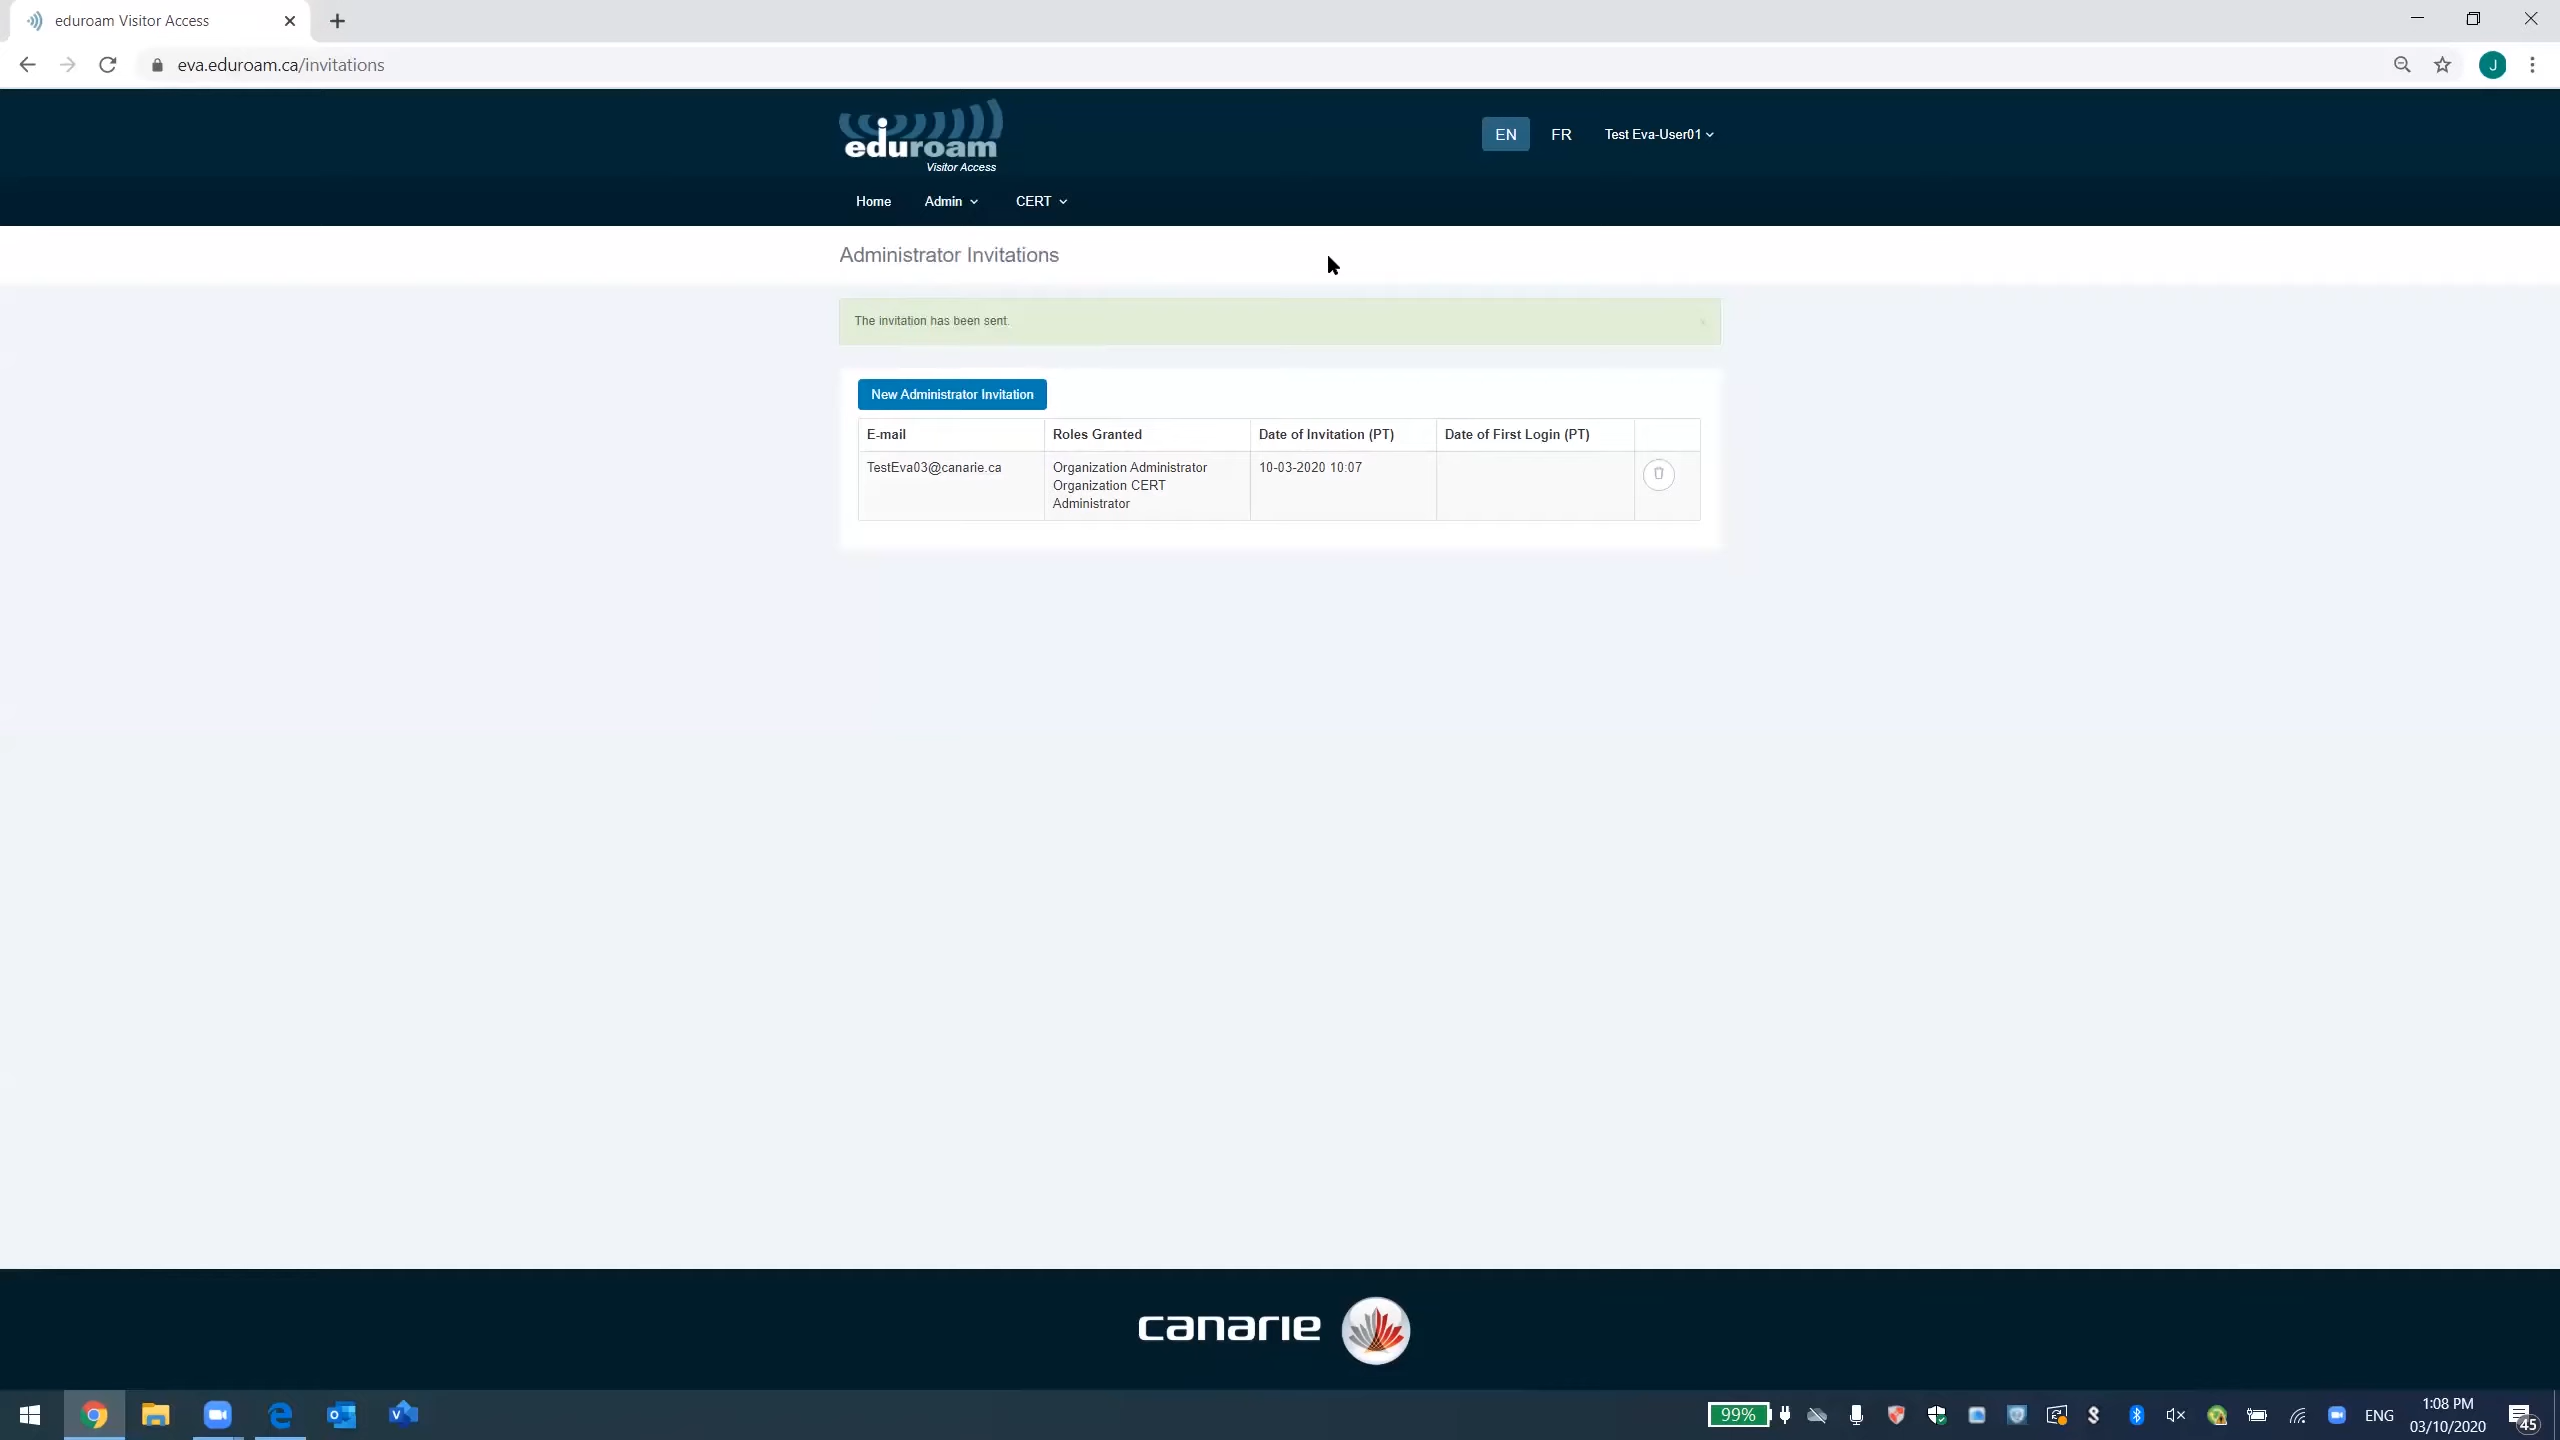 eduroam Visitor Access
eva.eduroam.ca/invitations
J
eduroam
Visitor Access
EN FR Test Eva-User01
Home Admin CERT
Administrator Invitations
The invitation has been sent.
New Administrator Invitation
E-mail Roles Granted Date of Invitation (PT) Date of First Login (PT)
TestEva03@canarie.ca Organization Administrator 10-03-2020 10:07
Organization CERT
Administrator
canarie
99% ENG 1:08 PM
03/10/2020
45